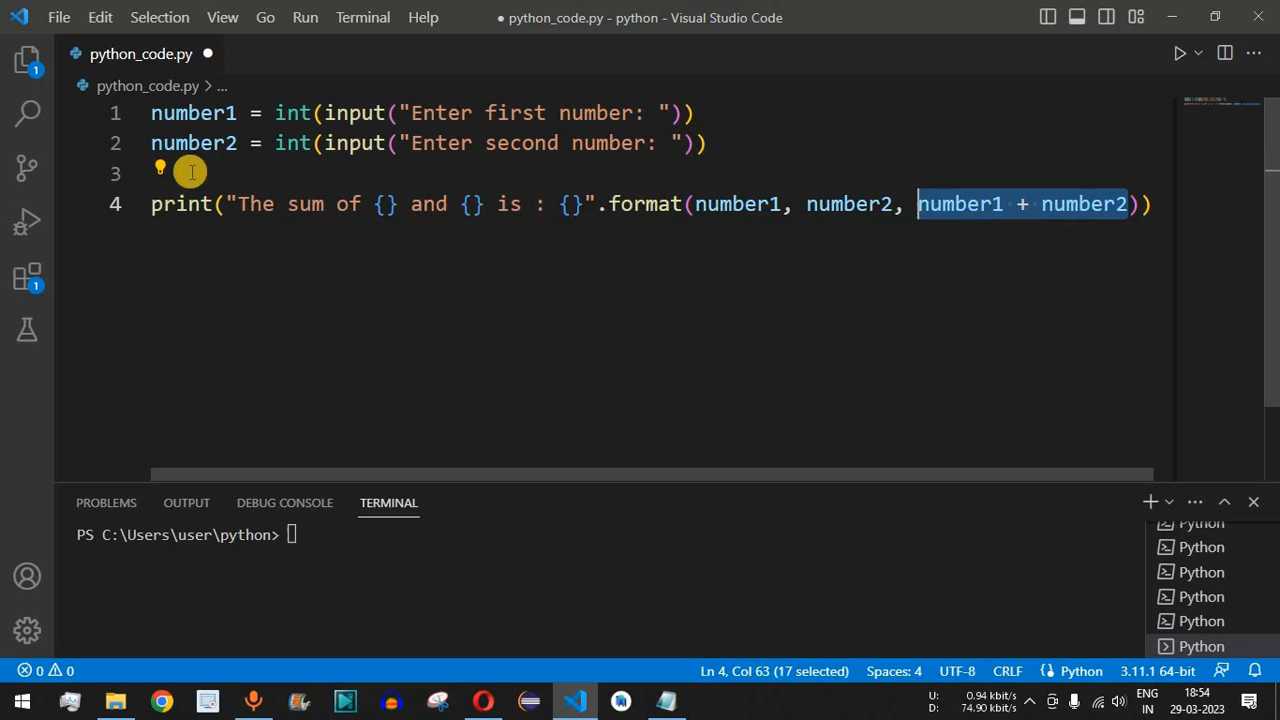 File Edit Selection View Go Run Terminal Help ● python_code.py - python - Visual Studio Code
python_code.py ●
python_code.py > ...
1 number1 = int(input("Enter first number: "))
2 number2 = int(input("Enter second number: "))
3
4 print("The sum of {} and {} is : {}".format(number1, number2, number1 + number2))
1
1
PROBLEMS OUTPUT DEBUG CONSOLE TERMINAL
PS C:\Users\user\python>
Python
Python
Python
Python
Python
Python
0 0 Ln 4, Col 63 (17 selected) Spaces: 4 UTF-8 CRLF Python 3.11.1 64-bit
U: 0.94 kbit/s ENG 18:54
D: 74.90 kbit/s IN 29-03-2023